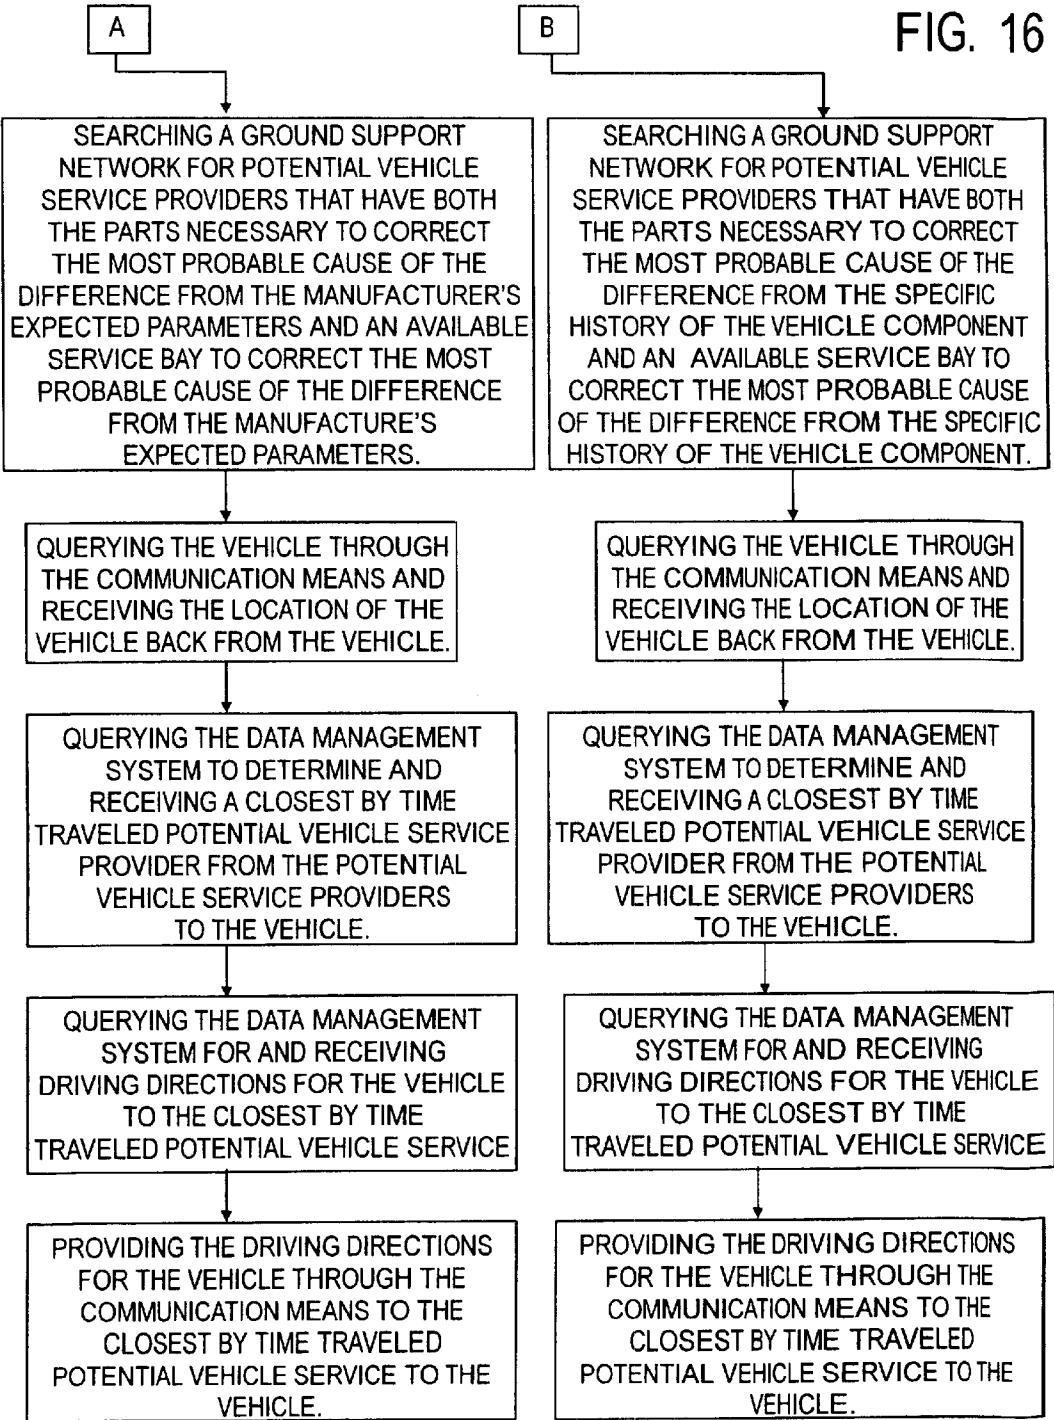 FIG. 16
A
SEARCHING A GROUND SUPPORT
NETWORK FOR POTENTIAL VEHICLE
SERVICE PROVIDERS THAT HAVE BOTH
THE PARTS NECESSARY TO CORRECT
THE MOST PROBABLE CAUSE OF THE
DIFFERENCE FROM THE MANUFACTURER'S
EXPECTED PARAMETERS AND AN AVAILABLE
SERVICE BAY TO CORRECT THE MOST
PROBABLE CAUSE OF THE DIFFERENCE
FROM THE MANUFACTURE'S
EXPECTED PARAMETERS.
QUERYING THE VEHICLE THROUGH
THE COMMUNICATION MEANS AND
RECEIVING THE LOCATION OF THE
VEHICLE BACK FROM THE VEHICLE.
QUERYING THE DATA MANAGEMENT
SYSTEM TO DETERMINE AND
RECEIVING A CLOSEST BY TIME
TRAVELED POTENTIAL VEHICLE SERVICE
PROVIDER FROM THE POTENTIAL
VEHICLE SERVICE PROVIDERS
TO THE VEHICLE.
QUERYING THE DATA MANAGEMENT
SYSTEM FOR AND RECEIVING
DRIVING DIRECTIONS FOR THE VEHICLE
TO THE CLOSEST BY TIME
TRAVELED POTENTIAL VEHICLE SERVICE
PROVIDING THE DRIVING DIRECTIONS
FOR THE VEHICLE THROUGH THE
COMMUNICATION MEANS TO THE
CLOSEST BY TIME TRAVELED
POTENTIAL VEHICLE SERVICE TO THE
VEHICLE.
B
SEARCHING A GROUND SUPPORT
NETWORK FOR POTENTIAL VEHICLE
SERVICE PROVIDERS THAT HAVE BOTH
THE PARTS NECESSARY TO CORRECT
THE MOST PROBABLE CAUSE OF THE
DIFFERENCE FROM THE SPECIFIC
HISTORY OF THE VEHICLE COMPONENT
AND AN AVAILABLE SERVICE BAY TO
CORRECT THE MOST PROBABLE CAUSE
OF THE DIFFERENCE FROM THE SPECIFIC
HISTORY OF THE VEHICLE COMPONENT.
QUERYING THE VEHICLE THROUGH
THE COMMUNICATION MEANS AND
RECEIVING THE LOCATION OF THE
VEHICLE BACK FROM THE VEHICLE.
QUERYING THE DATA MANAGEMENT
SYSTEM TO DETERMINE AND
RECEIVING A CLOSEST BY TIME
TRAVELED POTENTIAL VEHICLE SERVICE
PROVIDER FROM THE POTENTIAL
VEHICLE SERVICE PROVIDERS
TO THE VEHICLE.
QUERYING THE DATA MANAGEMENT
SYSTEM FOR AND RECEIVING
DRIVING DIRECTIONS FOR THE VEHICLE
TO THE CLOSEST BY TIME
TRAVELED POTENTIAL VEHICLE SERVICE
PROVIDING THE DRIVING DIRECTIONS
FOR THE VEHICLE THROUGH THE
COMMUNICATION MEANS TO THE
CLOSEST BY TIME TRAVELED
POTENTIAL VEHICLE SERVICE TO THE
VEHICLE.